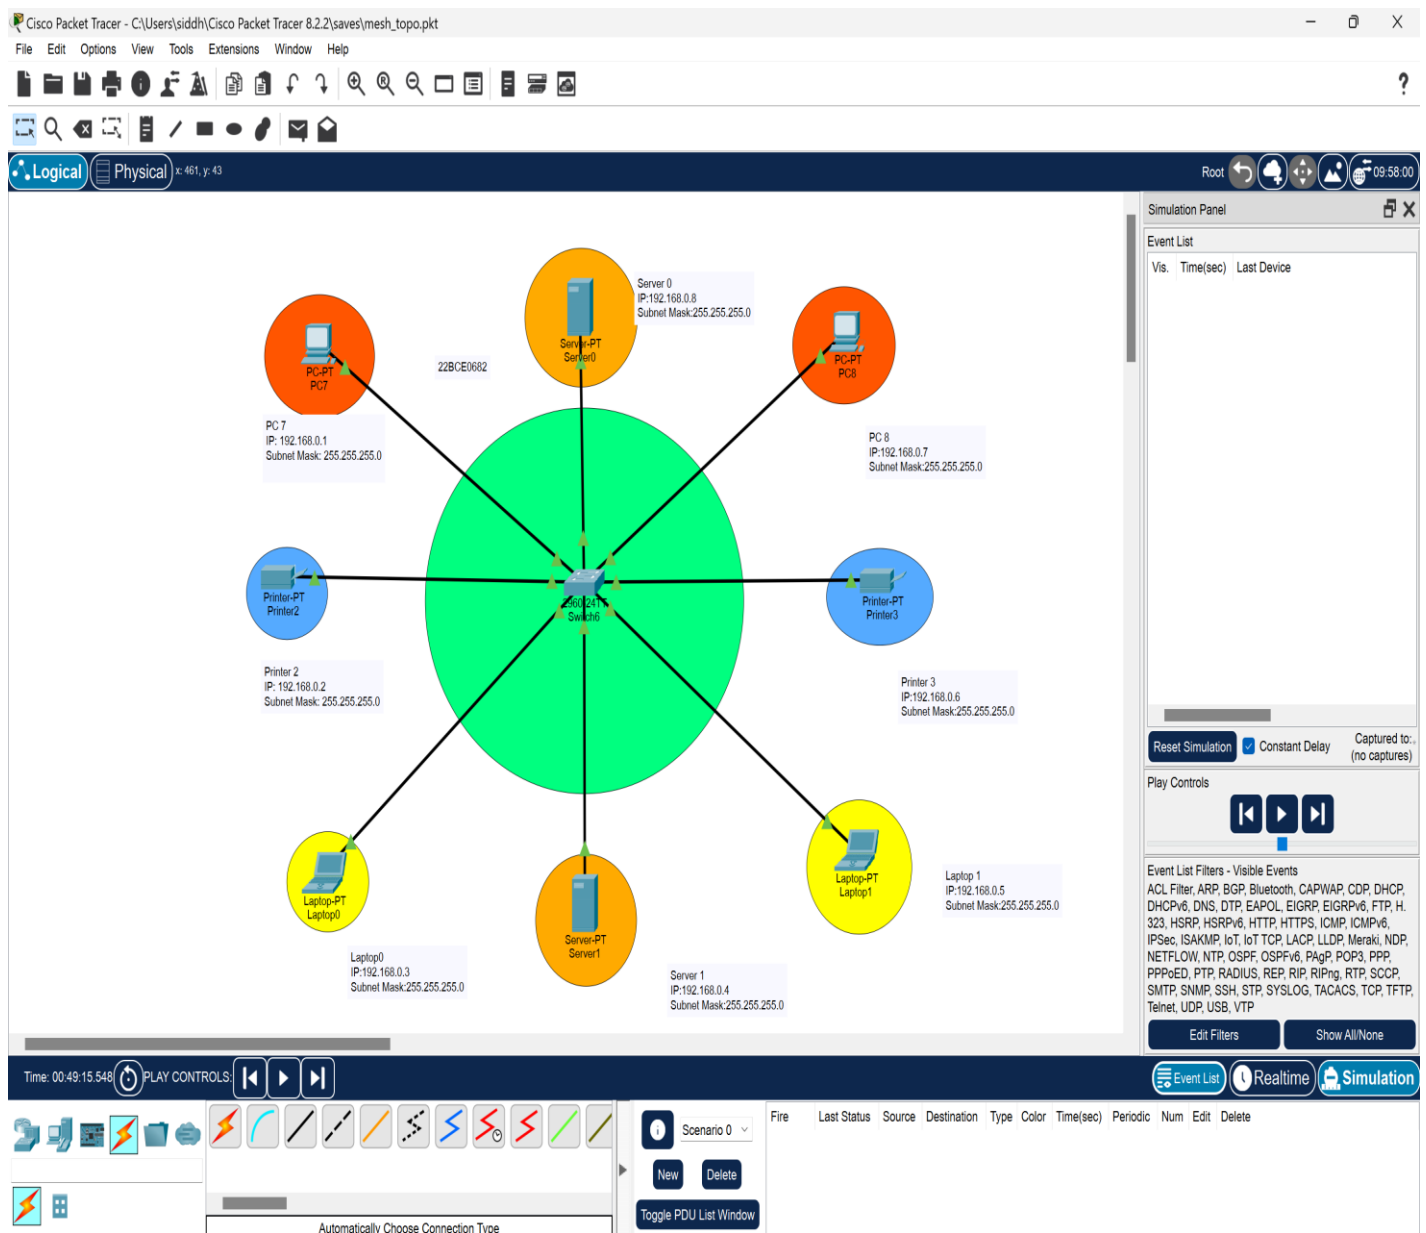 Cisco Packet Tracer - C:\Users\siddh\Cisco Packet Tracer 8.2.2\saves\mesh_topo.pkt
File Edit Options View Tools Extensions Window Help
Logical Physical x: 461, y: 43
Root 09:58:00
Simulation Panel
Event List
Vis. Time(sec) Last Device
Server 0
IP:192.168.0.8
Subnet Mask:255.255.255.0
Server-PT
Server0
22BCE0682
PC-PT
PC7
PC-PT
PC8
PC 7
IP: 192.168.0.1
Subnet Mask: 255.255.255.0
PC 8
IP:192.168.0.7
Subnet Mask:255.255.255.0
Printer-PT
Printer2
2960-24TT
Switch6
Printer-PT
Printer3
Printer 2
IP: 192.168.0.2
Subnet Mask: 255.255.255.0
Printer 3
IP:192.168.0.6
Subnet Mask:255.255.255.0
Laptop-PT
Laptop0
Server-PT
Server1
Laptop-PT
Laptop1
Laptop 1
IP:192.168.0.5
Subnet Mask:255.255.255.0
Laptop0
IP:192.168.0.3
Subnet Mask:255.255.255.0
Server 1
IP:192.168.0.4
Subnet Mask:255.255.255.0
Reset Simulation Constant Delay Captured to:
(no captures)
Play Controls
Event List Filters - Visible Events
ACL Filter, ARP, BGP, Bluetooth, CAPWAP, CDP, DHCP,
DHCPv6, DNS, DTP, EAPOL, EIGRP, EIGRPv6, FTP, H.
323, HSRP, HSRPv6, HTTP, HTTPS, ICMP, ICMPv6,
IPSec, ISAKMP, IoT, IoT TCP, LACP, LLDP, Meraki, NDP,
NETFLOW, NTP, OSPF, OSPFv6, PAgP, POP3, PPP,
PPPoED, PTP, RADIUS, REP, RIP, RIPng, RTP, SCCP,
SMTP, SNMP, SSH, STP, SYSLOG, TACACS, TCP, TFTP,
Telnet, UDP, USB, VTP
Edit Filters Show All/None
Time: 00:49:15.548 PLAY CONTROLS:
Event List Realtime Simulation
Scenario 0
New Delete
Toggle PDU List Window
Fire Last Status Source Destination Type Color Time(sec) Periodic Num Edit Delete
Automatically Choose Connection Type